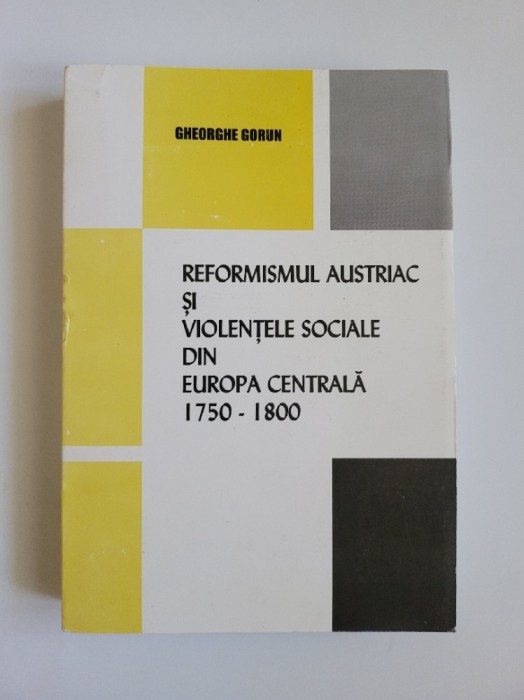 GHEORGHE GORUN
REFORMISMUL AUSTRIAC
ȘI
VIOLENȚELE SOCIALE
DIN
EUROPA CENTRALĂ
1750 - 1800